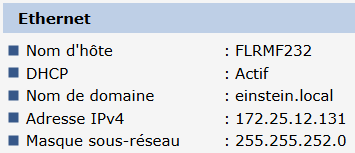 Ethernet
Nom d'hôte : FLRMF232
DHCP : Actif
Nom de domaine : einstein.local
Adresse IPv4 : 172.25.12.131
Masque sous-réseau : 255.255.252.0